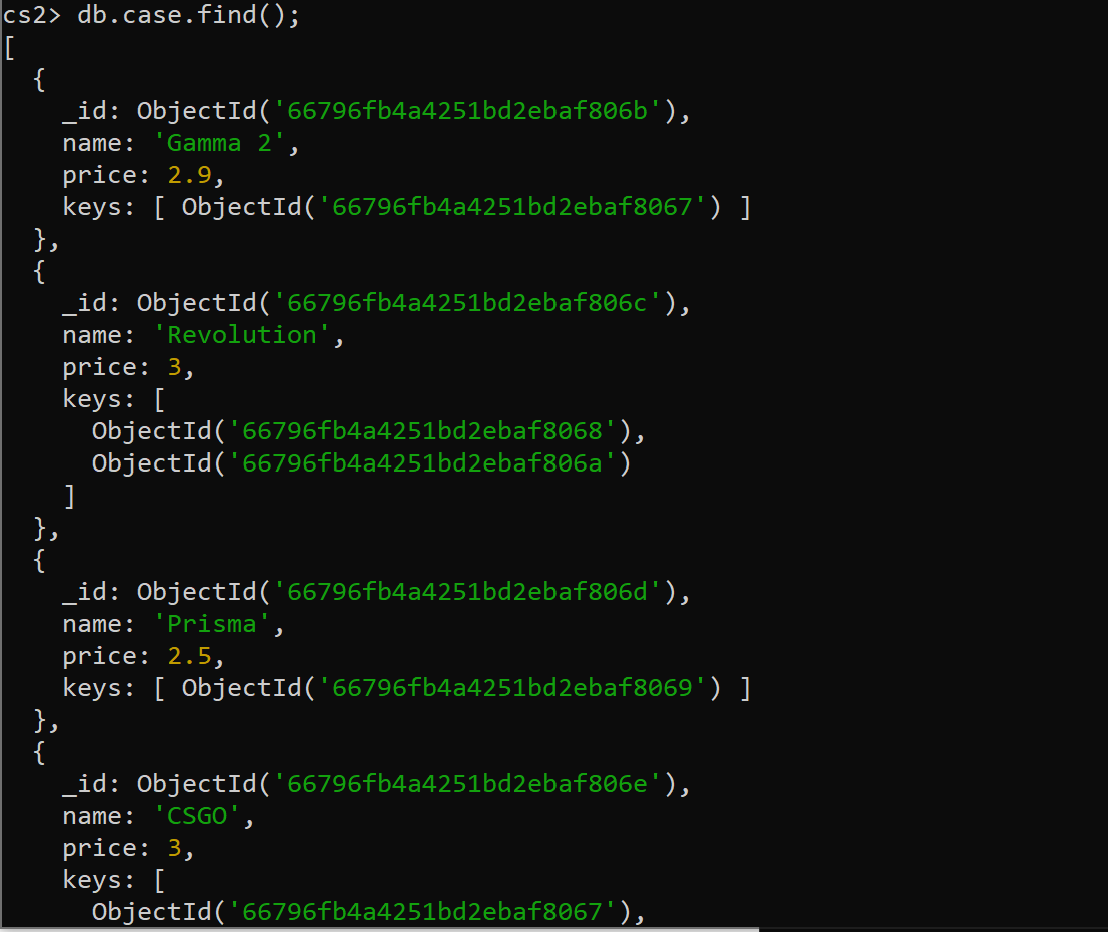 cs2> db.case.find();
[
  {
    _id: ObjectId('66796fb4a4251bd2ebaf806b'),
    name: 'Gamma 2',
    price: 2.9,
    keys: [ ObjectId('66796fb4a4251bd2ebaf8067') ]
  },
  {
    _id: ObjectId('66796fb4a4251bd2ebaf806c'),
    name: 'Revolution',
    price: 3,
    keys: [
      ObjectId('66796fb4a4251bd2ebaf8068'),
      ObjectId('66796fb4a4251bd2ebaf806a')
    ]
  },
  {
    _id: ObjectId('66796fb4a4251bd2ebaf806d'),
    name: 'Prisma',
    price: 2.5,
    keys: [ ObjectId('66796fb4a4251bd2ebaf8069') ]
  },
  {
    _id: ObjectId('66796fb4a4251bd2ebaf806e'),
    name: 'CSGO',
    price: 3,
    keys: [
      ObjectId('66796fb4a4251bd2ebaf8067'),